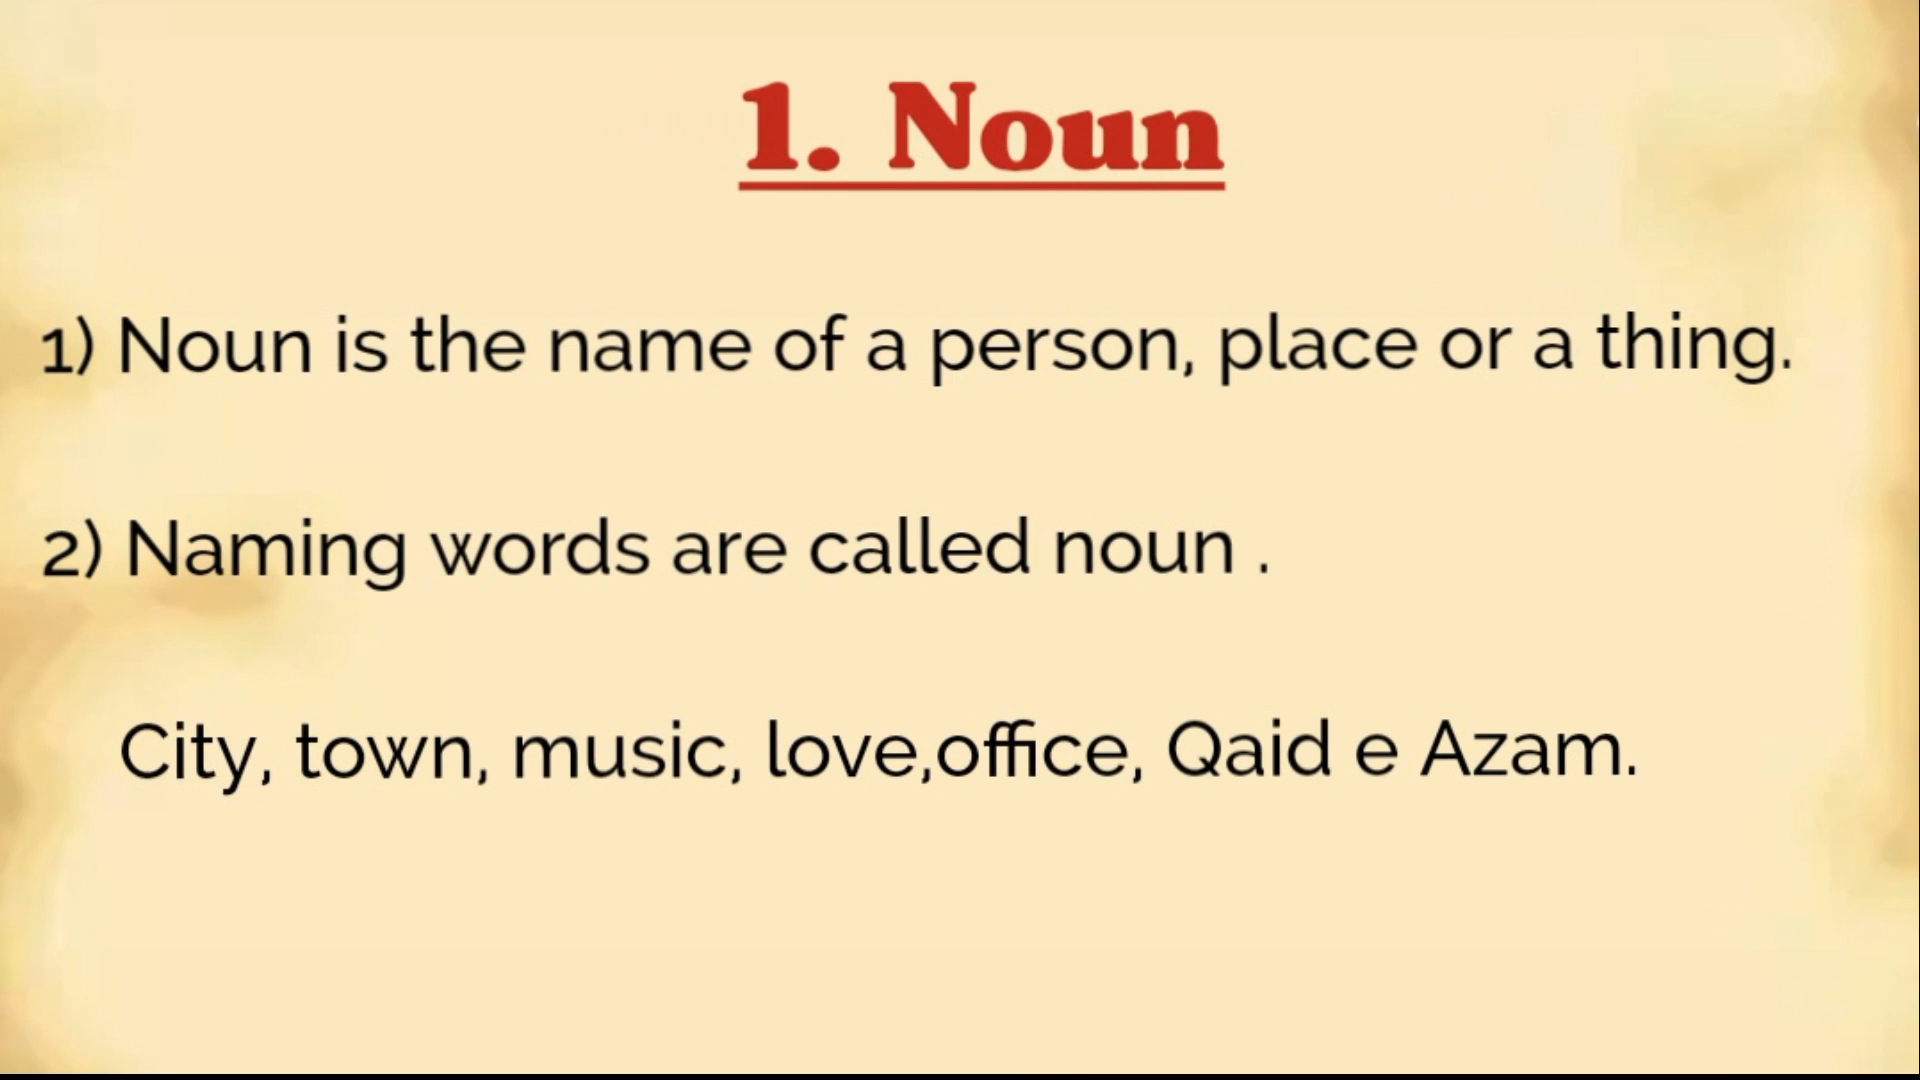 1. Noun
1) Noun is the name of a person, place or a thing.
2) Naming words are called noun .
City, town, music, love,office, Qaid e Azam.